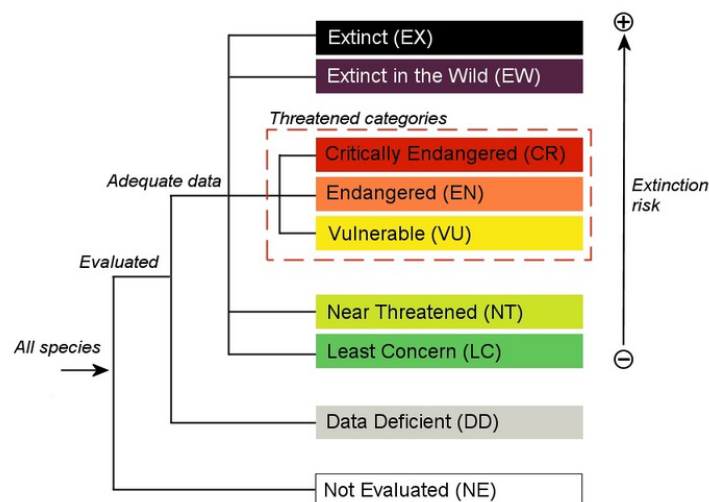 Extinct (EX)
Extinct in the Wild (EW)
Threatened categories
Critically Endangered (CR)
Adequate data
Endangered (EN)
Extinction
risk
Vulnerable (VU)
Evaluated
Near Threatened (NT)
All species
Least Concern (LC)
Data Deficient (DD)
Not Evaluated (NE)